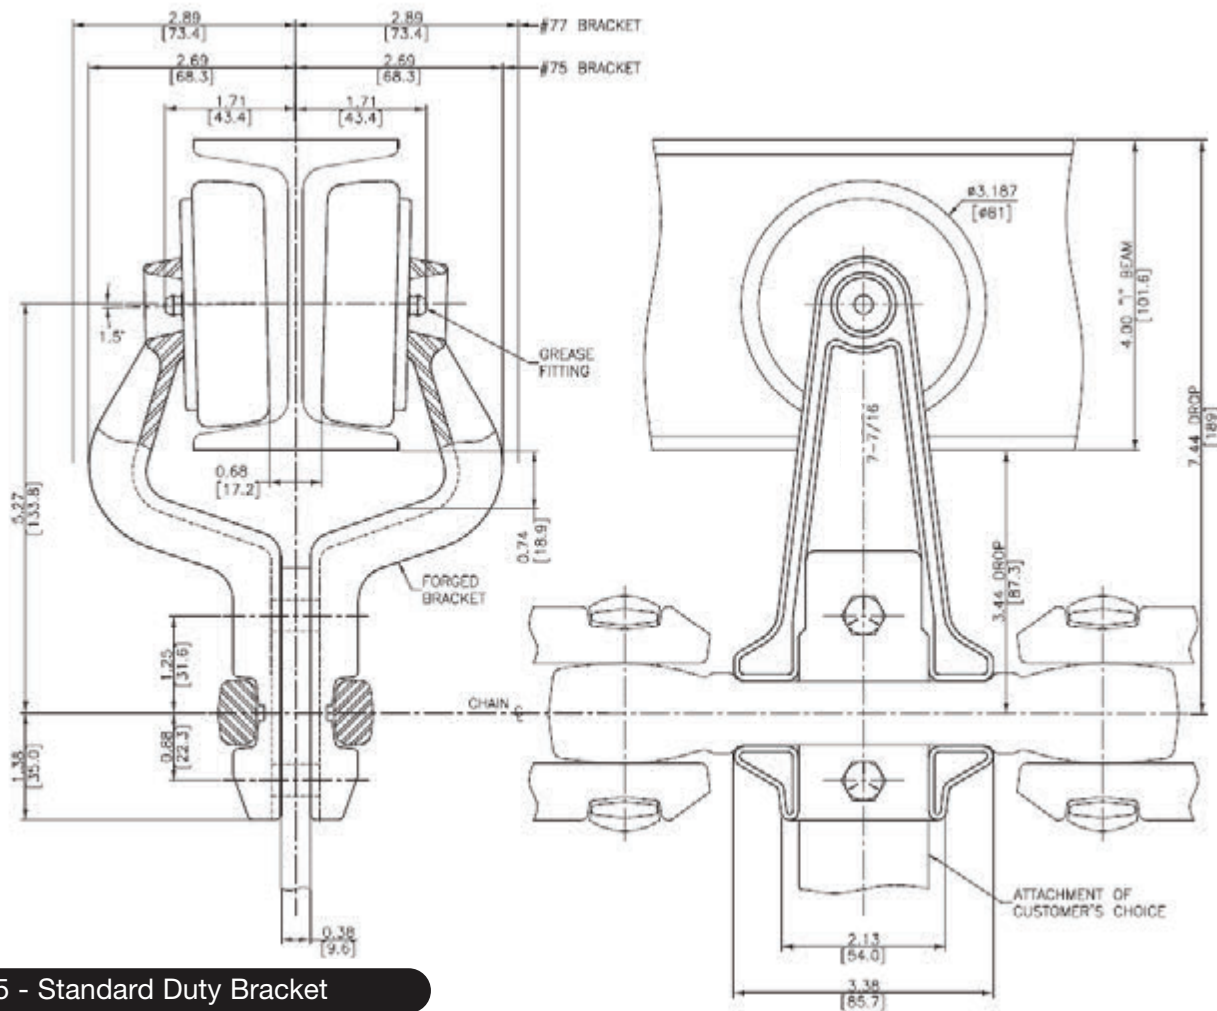 2.89
[73.4]
2.89
[73.4]
#77 BRACKET
2.69
[68.3]
2.69
[68.3]
#75 BRACKET
1.71
[43.4]
1.71
[43.4]
ø3.187
[ø81]
4.00 "I" BEAM
[101.6]
7.44 DROP
[189]
1.5°
GREASE
FITTING
7-7/16
0.68
[17.2]
5.27
[133.8]
0.74
[18.9]
3.44 DROP
[87.3]
FORGED
BRACKET
1.25
[31.6]
CHAIN ℄
0.88
[22.3]
1.38
[35.0]
ATTACHMENT OF
CUSTOMER'S CHOICE
0.38
[9.6]
2.13
[54.0]
3.38
[85.7]
5 - Standard Duty Bracket